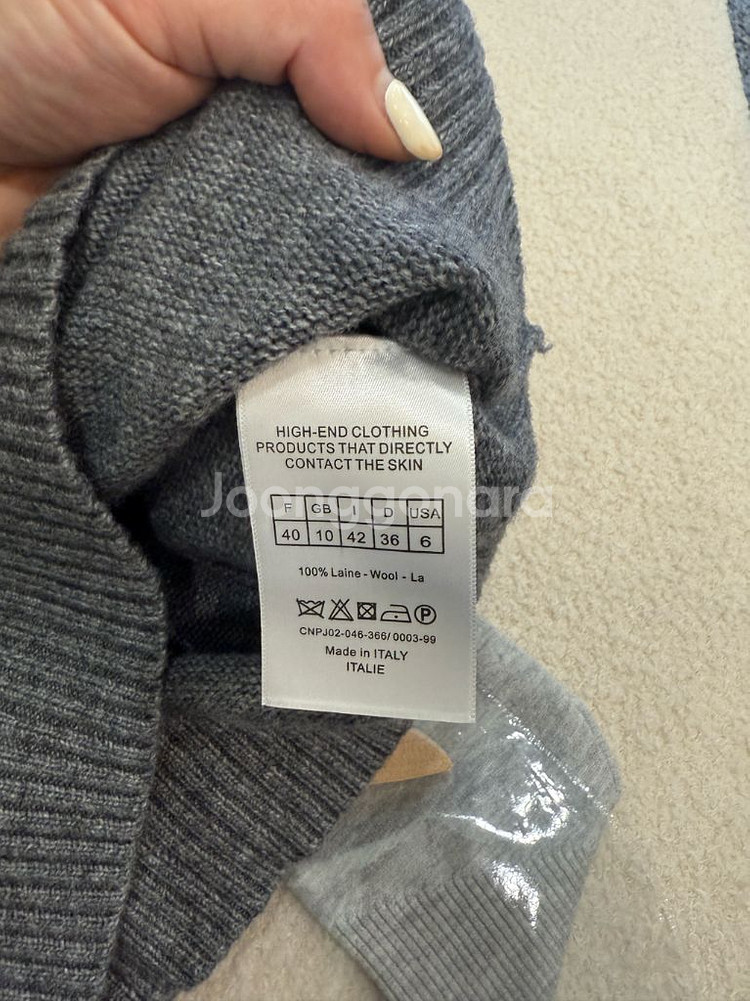 HIGH-END CLOTHING
PRODUCTS THAT DIRECTLY
CONTACT THE SKIN
Joonggonara
F GB I D USA
40 10 42 36 6
100% Laine - Wool - La
P
CNPJ02-046-366/0003-99
Made in ITALY
ITALIE